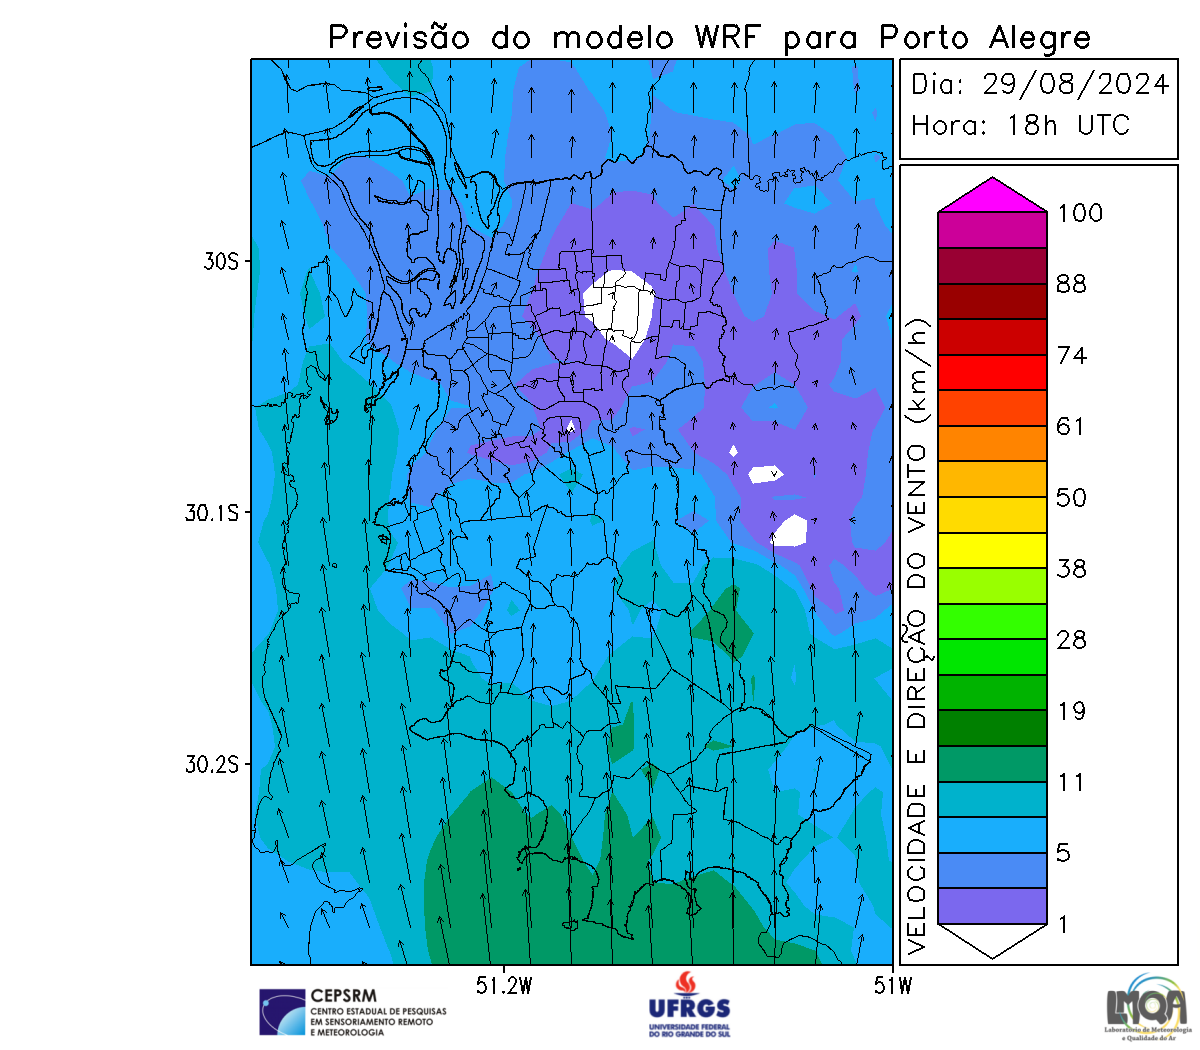 Previsão do modelo WRF para Porto Alegre
Dia: 29/08/2024
Hora: 18h UTC
30S
30.1S
30.2S
51.2W
51W
VELOCIDADE E DIREÇÃO DO VENTO (km/h)
100
88
74
61
50
38
28
19
11
5
1
CEPSRM
CENTRO ESTADUAL DE PESQUISAS
EM SENSORIAMENTO REMOTO
E METEOROLOGIA
UFRGS
UNIVERSIDADE FEDERAL
DO RIO GRANDE DO SUL
LMQA
Laboratório de Meteorologia
e Qualidade do Ar